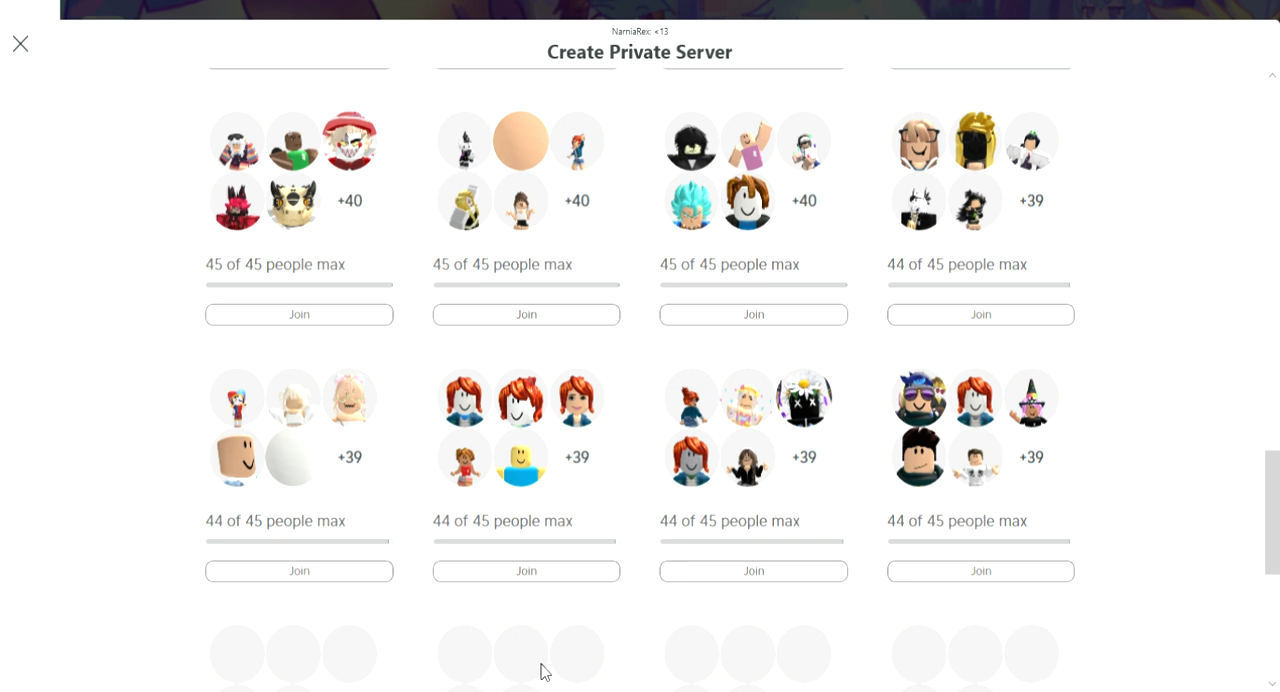 NarniaRex: <13
Create Private Server
+40
+40
+40
+39
45 of 45 people max
45 of 45 people max
45 of 45 people max
44 of 45 people max
Join
Join
Join
Join
+39
+39
+39
+39
44 of 45 people max
44 of 45 people max
44 of 45 people max
44 of 45 people max
Join
Join
Join
Join